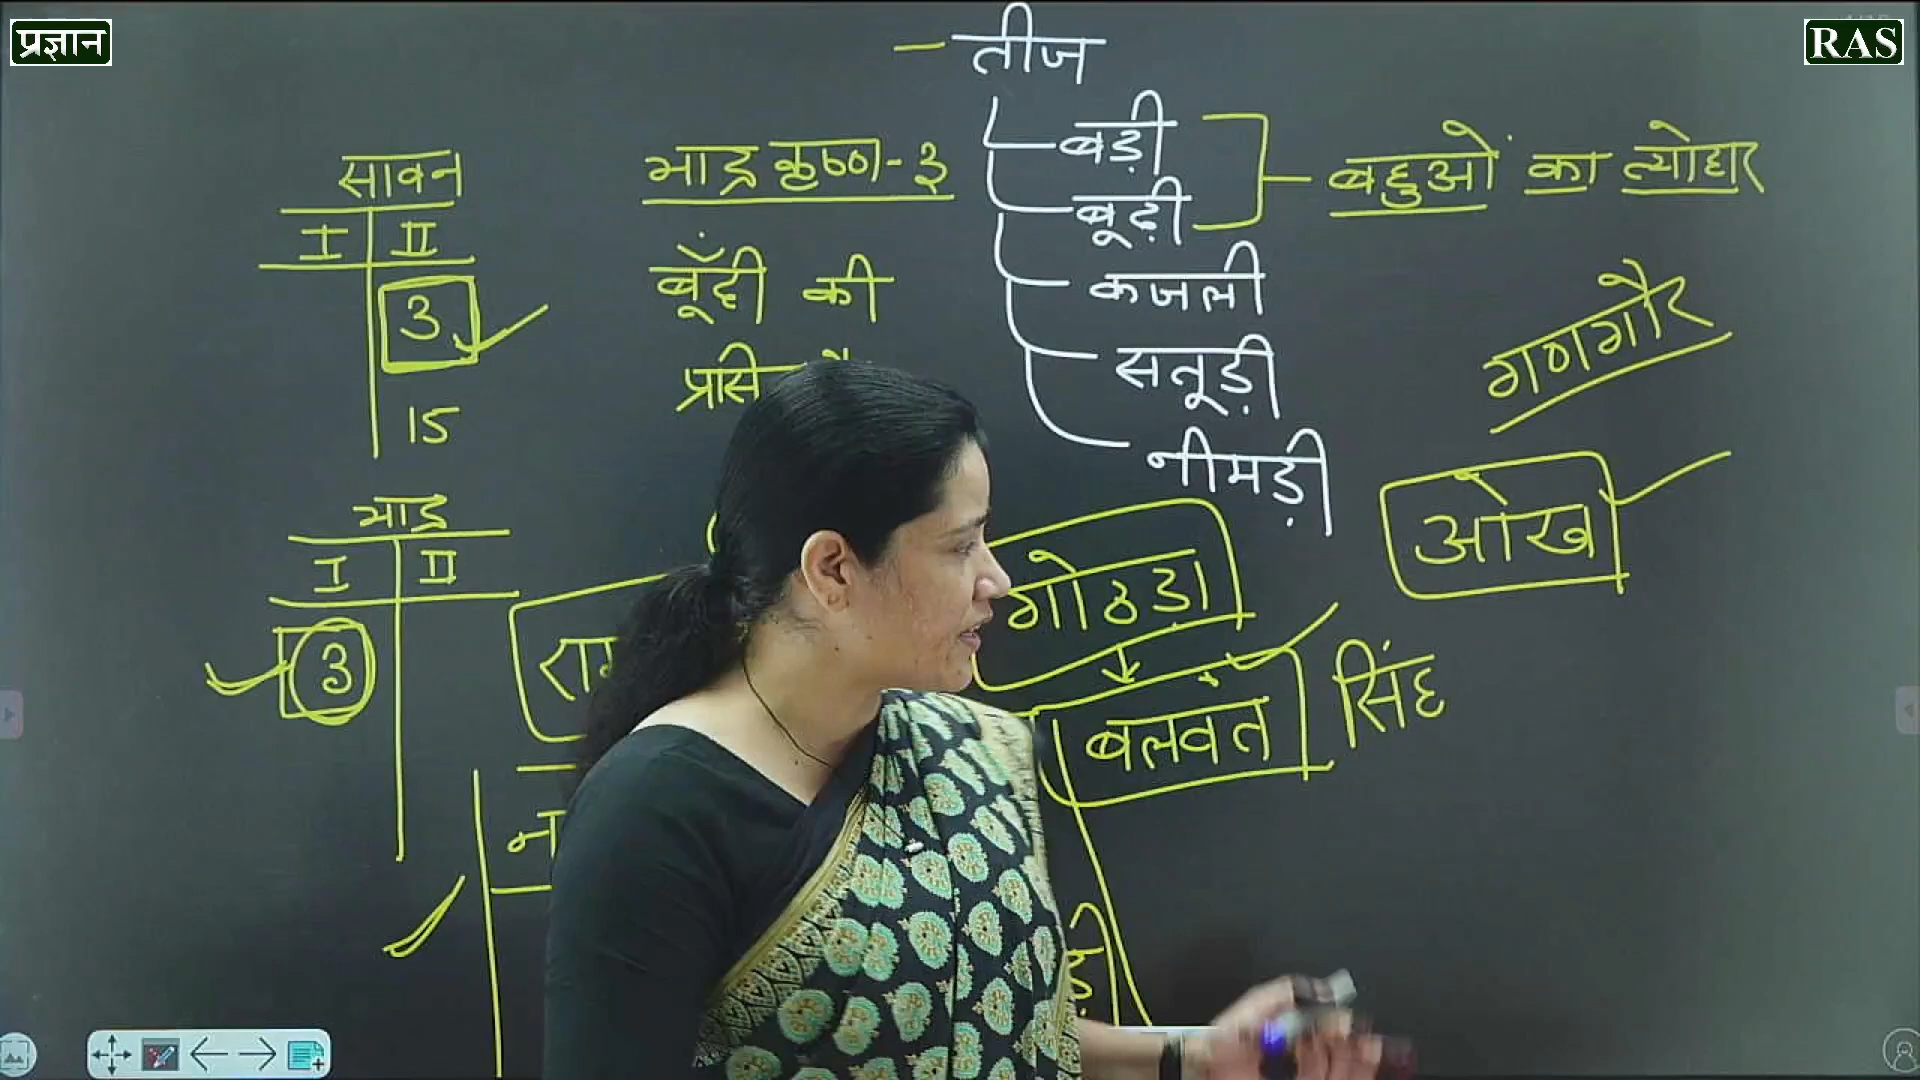 प्रज्ञान
RAS
तीज
बड़ी
बूढ़ी
बहुओं का त्योहार
कजली
सतूड़ी
नीमड़ी
सावन
I II
3
15
भाद्र कृष्ण-3
बूँदी की
गणगौर
ओख
भाद्र
I II
3
गोठडा
बलवंत सिंह